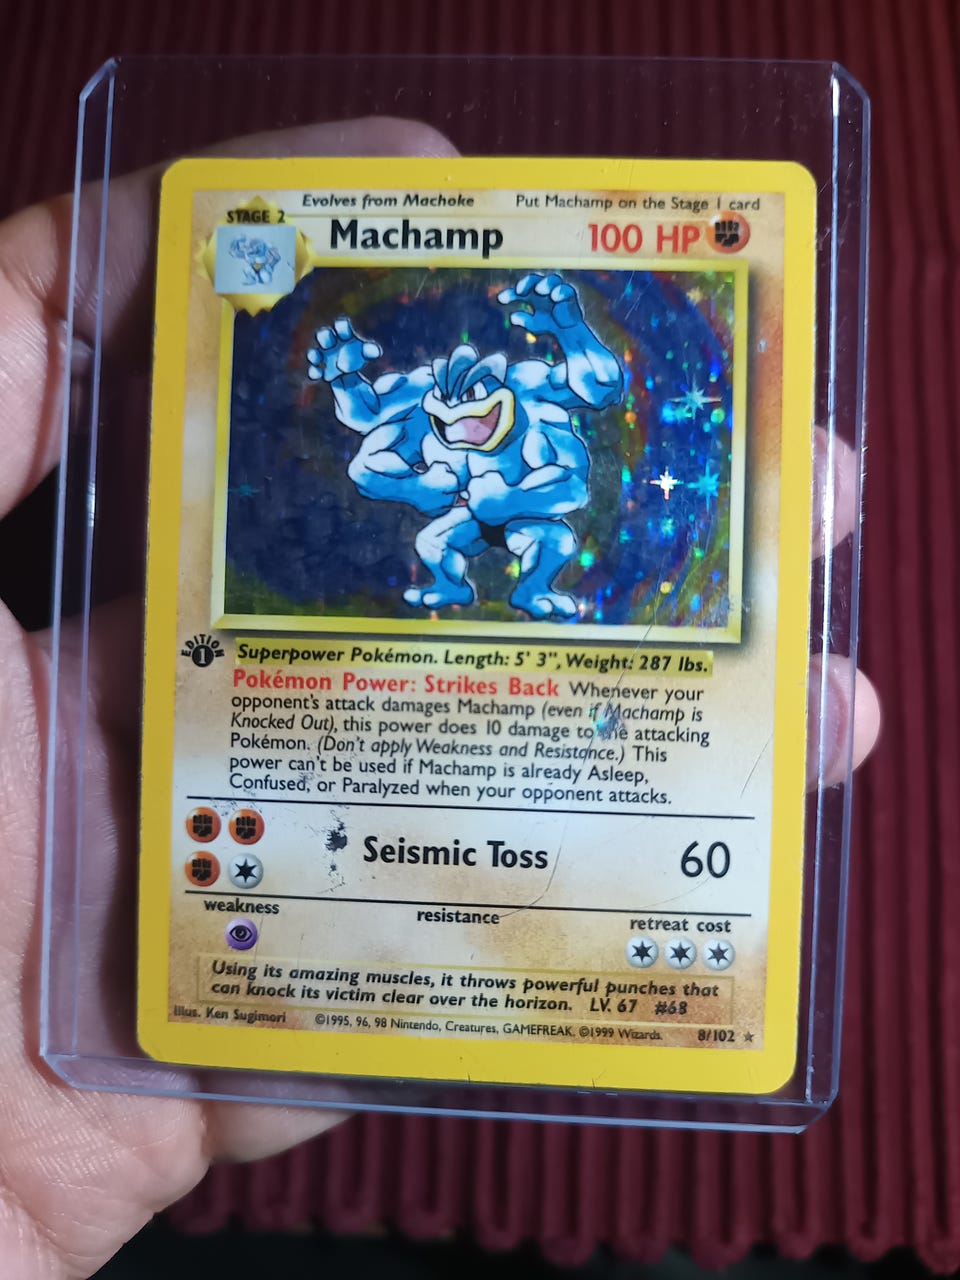 Evolves from Machoke Put Machamp on the Stage 1 card
STAGE 2
Machamp 100 HP
EDITION
1
Superpower Pokémon. Length: 5' 3", Weight: 287 lbs.
Pokémon Power: Strikes Back Whenever your
opponent's attack damages Machamp (even if Machamp is
Knocked Out), this power does 10 damage to the attacking
Pokémon. (Don't apply Weakness and Resistance.) This
power can't be used if Machamp is already Asleep,
Confused, or Paralyzed when your opponent attacks.
Seismic Toss 60
weakness resistance retreat cost
Using its amazing muscles, it throws powerful punches that
can knock its victim clear over the horizon. LV. 67 #68
Illus. Ken Sugimori ©1995, 96, 98 Nintendo, Creatures, GAMEFREAK. ©1999 Wizards. 8/102 ★